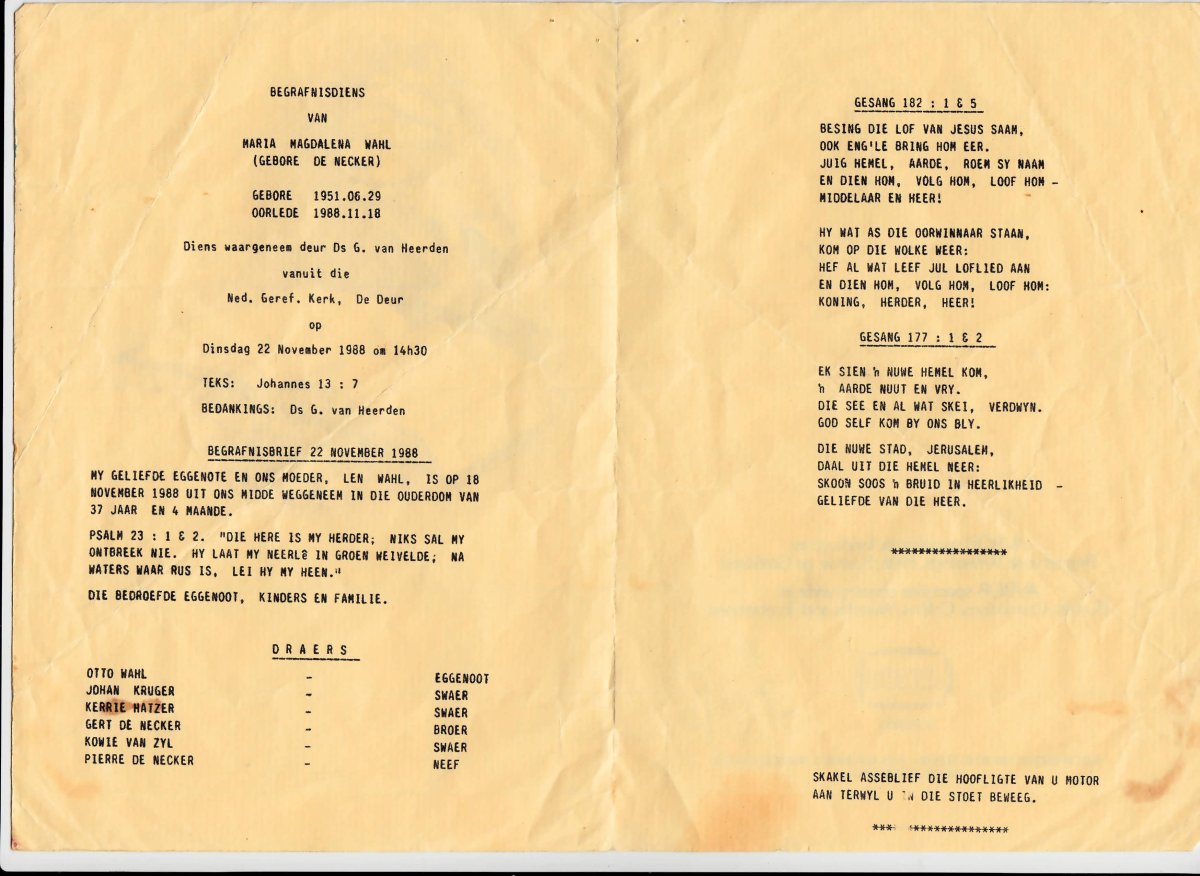 BEGRAFNISDIENS
VAN
MARIA MAGDALENA WAHL
(GEBORE DE NECKER)
GEBORE 1951.06.29
OORLEDE 1988.11.18
Diens waargeneem deur Ds G. van Heerden
vanuit die
Ned. Geref. Kerk, De Deur
op
Dinsdag 22 November 1988 om 14h30
TEKS: Johannes 13 : 7
BEDANKINGS: Ds G. van Heerden
BEGRAFNISBRIEF 22 NOVEMBER 1988
MY GELIEFDE EGGENOTE EN ONS MOEDER, LEN WAHL, IS OP 18
NOVEMBER 1988 UIT ONS MIDDE WEGGENEEM IN DIE OUDERDOM VAN
37 JAAR EN 4 MAANDE.
PSALM 23 : 1 & 2. "DIE HERE IS MY HERDER; NIKS SAL MY
ONTBREEK NIE. HY LAAT MY NEERLê IN GROEN WEIVELDE; NA
WATERS WAAR RUS IS, LEI HY MY HEEN."
DIE BEDROEFDE EGGENOOT, KINDERS EN FAMILIE.
D R A E R S
OTTO WAHL - EGGENOOT
JOHAN KRUGER - SWAER
KERRIE HATZER - SWAER
GERT DE NECKER - BROER
KOWIE VAN ZYL - SWAER
PIERRE DE NECKER - NEEF
GESANG 182 : 1 & 5
BESING DIE LOF VAN JESUS SAAM,
OOK ENG'LE BRING HOM EER.
JUIG HEMEL, AARDE, ROEM SY NAAM
EN DIEN HOM, VOLG HOM, LOOF HOM -
MIDDELAAR EN HEER!
HY WAT AS DIE OORWINNAAR STAAN,
KOM OP DIE WOLKE WEER:
HEF AL WAT LEEF JUL LOFLIED AAN
EN DIEN HOM, VOLG HOM, LOOF HOM:
KONING, HERDER, HEER!
GESANG 177 : 1 & 2
EK SIEN 'n NUWE HEMEL KOM,
'n AARDE NUUT EN VRY.
DIE SEE EN AL WAT SKEI, VERDWYN.
GOD SELF KOM BY ONS BLY.
DIE NUWE STAD, JERUSALEM,
DAAL UIT DIE HEMEL NEER:
SKOON SOOS 'n BRUID IN HEERLIKHEID -
GELIEFDE VAN DIE HEER.
*****************
SKAKEL ASSEBLIEF DIE HOOFLIGTE VAN U MOTOR
AAN TERWYL U IN DIE STOET BEWEEG.
*** **************